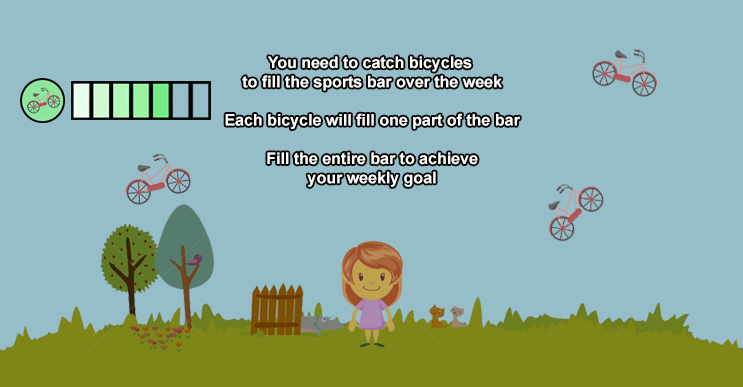 You need to catch bicycles
to fill the sports bar over the week
Each bicycle will fill one part of the bar
Fill the entire bar to achieve
your weekly goal